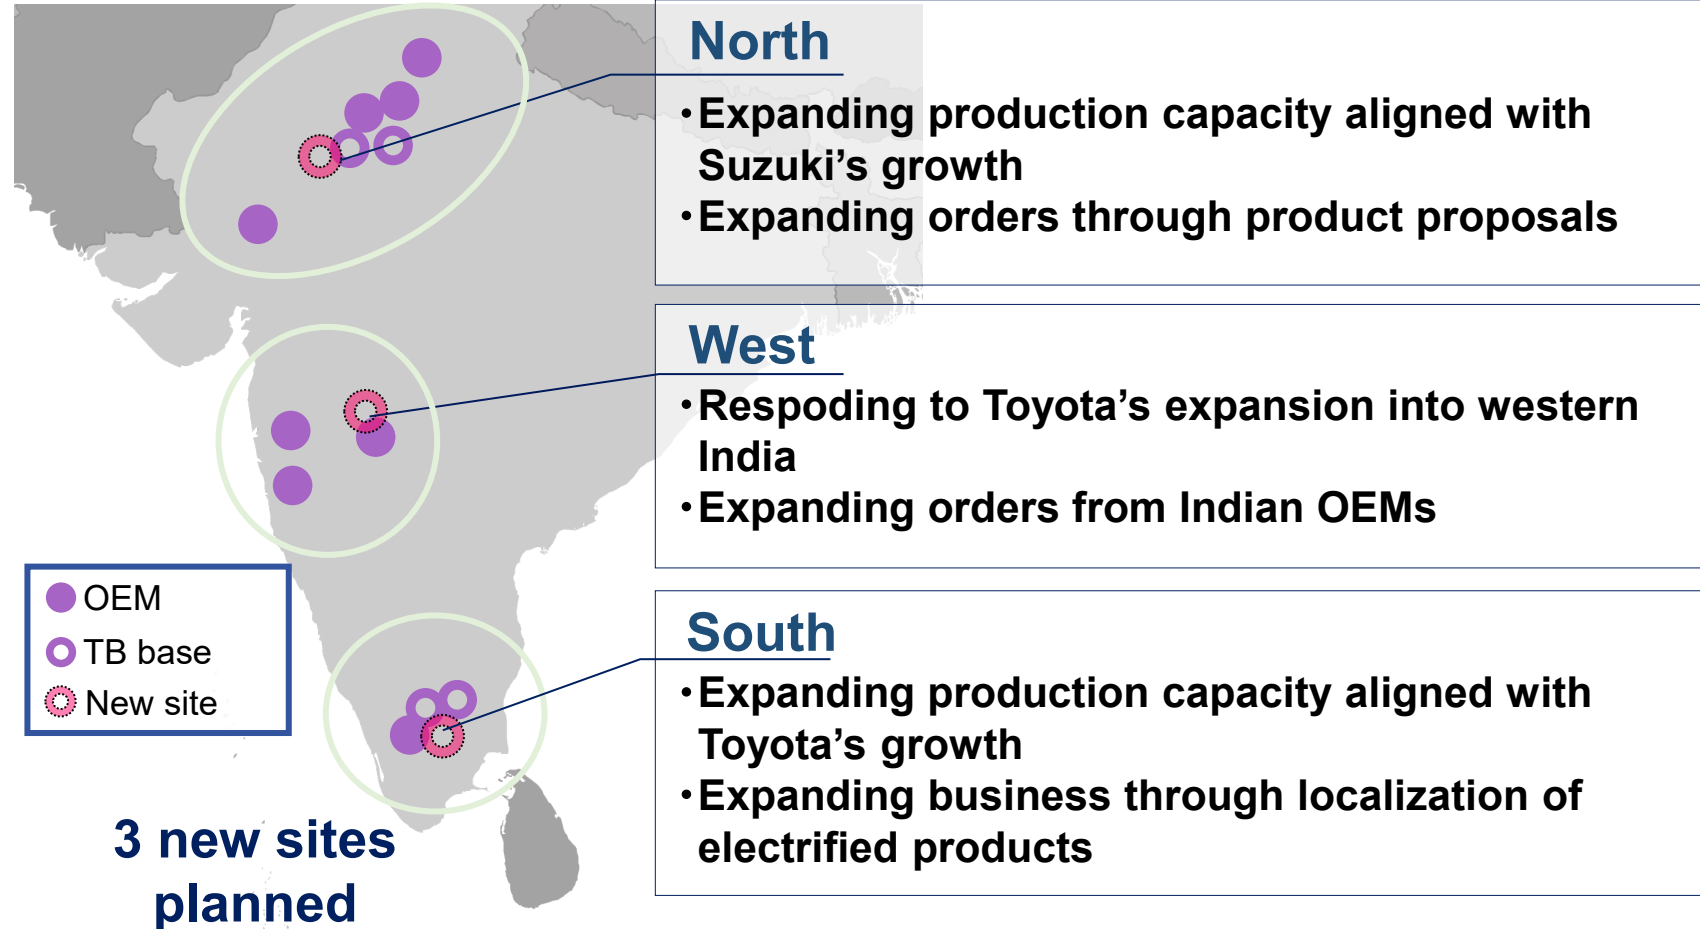 North
・Expanding production capacity aligned with
Suzuki’s growth
・Expanding orders through product proposals
West
・Respoding to Toyota’s expansion into western
India
・Expanding orders from Indian OEMs
South
・Expanding production capacity aligned with
Toyota’s growth
・Expanding business through localization of
electrified products
OEM
TB base
New site
3 new sites
planned